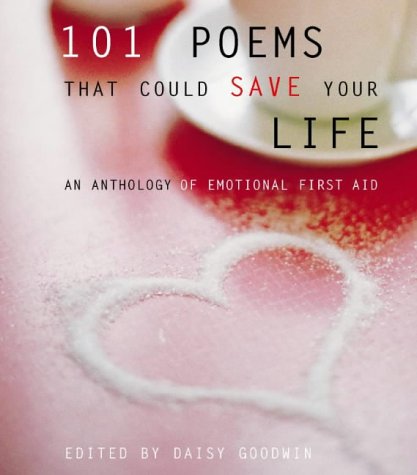 101 POEMS
THAT COULD SAVE YOUR
LIFE
AN ANTHOLOGY OF EMOTIONAL FIRST AID
EDITED BY DAISY GOODWIN